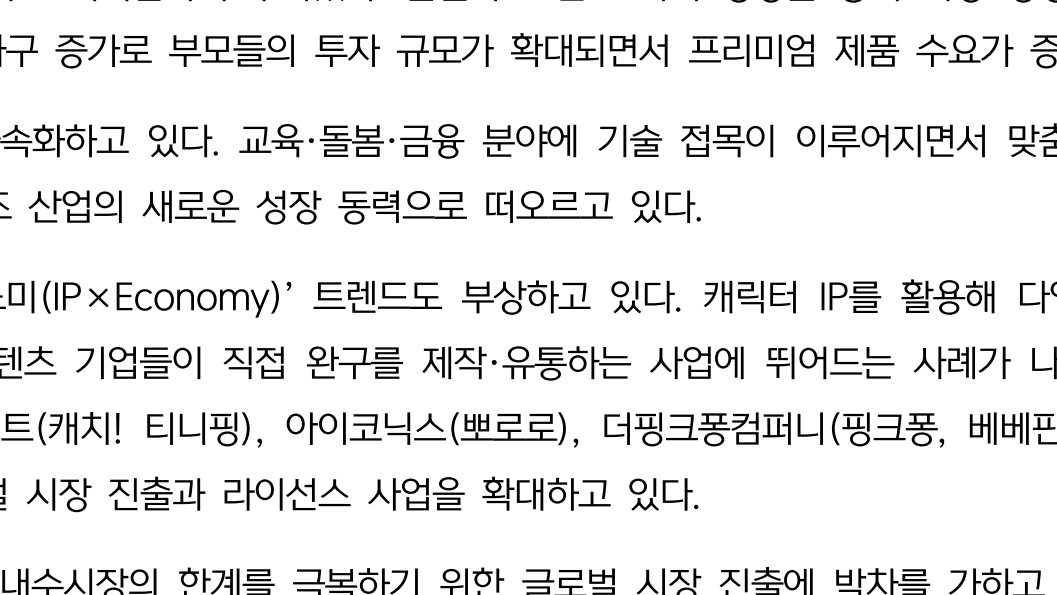 구 증가로 부모들의 투자 규모가 확대되면서 프리미엄 제품 수요가
속화하고 있다. 교육·돌봄·금융 분야에 기술 접목이 이루어지면서 맞춤
산업의 새로운 성장 동력으로 떠오르고 있다.
미(IP×Economy)’ 트렌드도 부상하고 있다. 캐릭터 IP를 활용해
텐츠 기업들이 직접 완구를 제작·유통하는 사업에 뛰어드는 사례가
트(캐치! 티니핑), 아이코닉스(뽀로로), 더핑크퐁컴퍼니(핑크퐁, 베베핀
시장 진출과 라이선스 사업을 확대하고 있다.
내수시장의 한계를 극복하기 위한 글로벌 시장 진출에 박차를 가하고